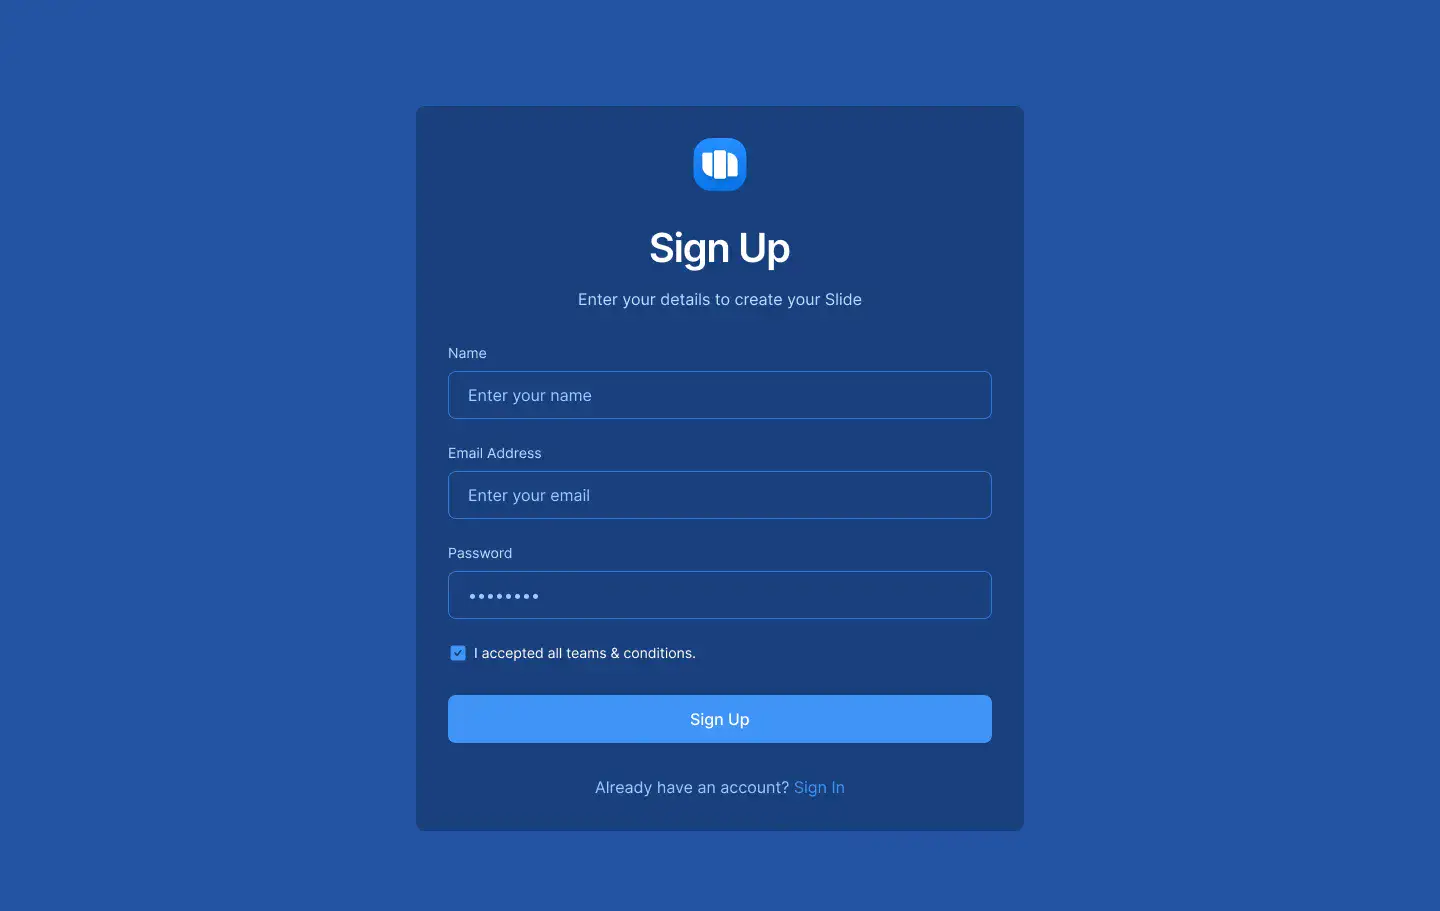 Sign Up
Enter your details to create your Slide
Name
Enter your name
Email Address
Enter your email
Password
••••••••
I accepted all teams & conditions.
Sign Up
Already have an account? Sign In